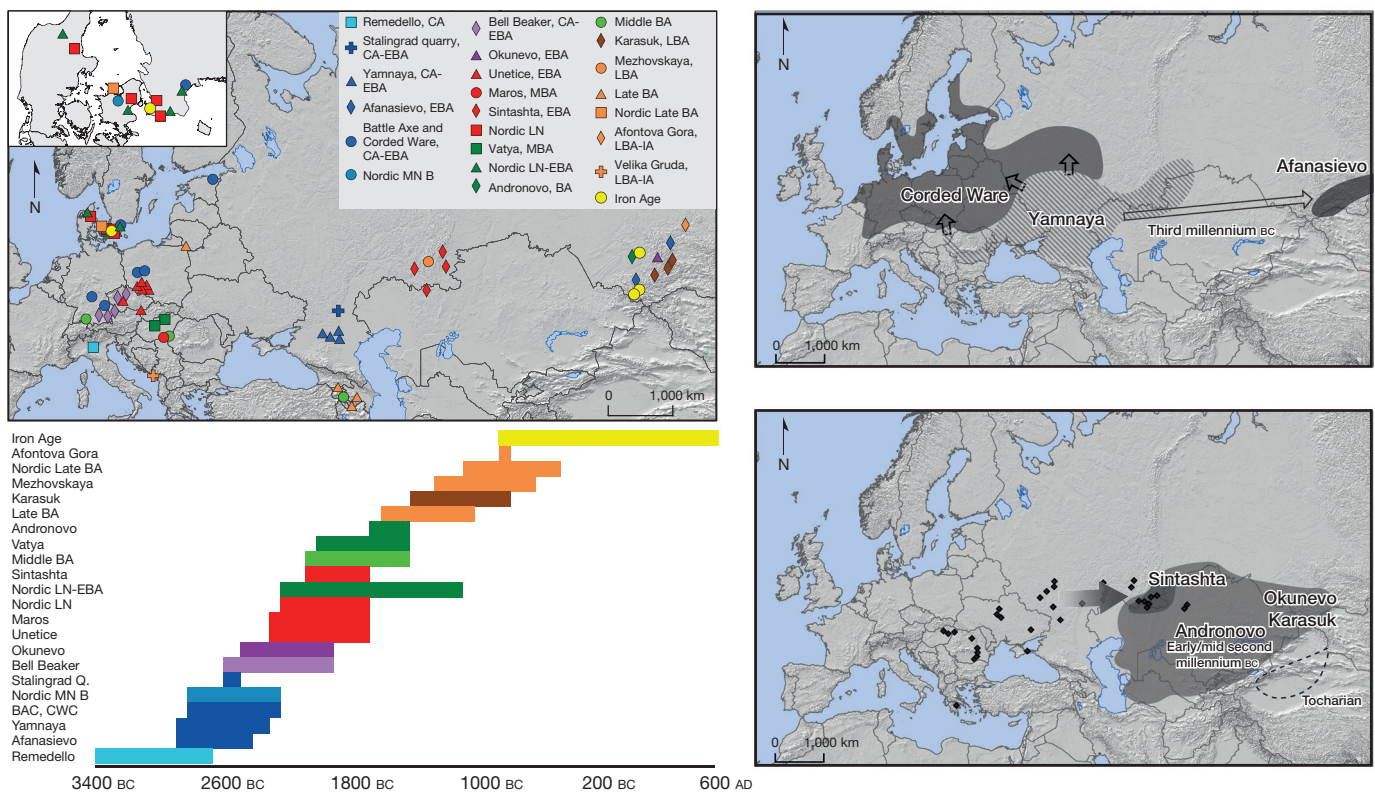 Remedello, CA
Stalingrad quarry,
CA-EBA
Yamnaya, CA-
EBA
Afanasievo, EBA
Battle Axe and
Corded Ware,
CA-EBA
Nordic MN B
Bell Beaker, CA-
EBA
Okunevo, EBA
Unetice, EBA
Maros, MBA
Sintashta, EBA
Nordic LN
Vatya, MBA
Nordic LN-EBA
Andronovo, BA
Middle BA
Karasuk, LBA
Mezhovskaya,
LBA
Late BA
Nordic Late BA
Afontova Gora,
LBA-IA
Velika Gruda,
LBA-IA
Iron Age
N
0 1,000 km
Iron Age
Afontova Gora
Nordic Late BA
Mezhovskaya
Karasuk
Late BA
Andronovo
Vatya
Middle BA
Sintashta
Nordic LN-EBA
Nordic LN
Maros
Unetice
Okunevo
Bell Beaker
Stalingrad Q.
Nordic MN B
BAC, CWC
Yamnaya
Afanasievo
Remedello
3400 BC 2600 BC 1800 BC 1000 BC 200 BC 600 AD
N
Afanasievo
Corded Ware
Yamnaya
Third millennium BC
0 1,000 km
N
Sintashta
Okunevo
Karasuk
Andronovo
Early/mid second
millennium BC
Tocharian
0 1,000 km